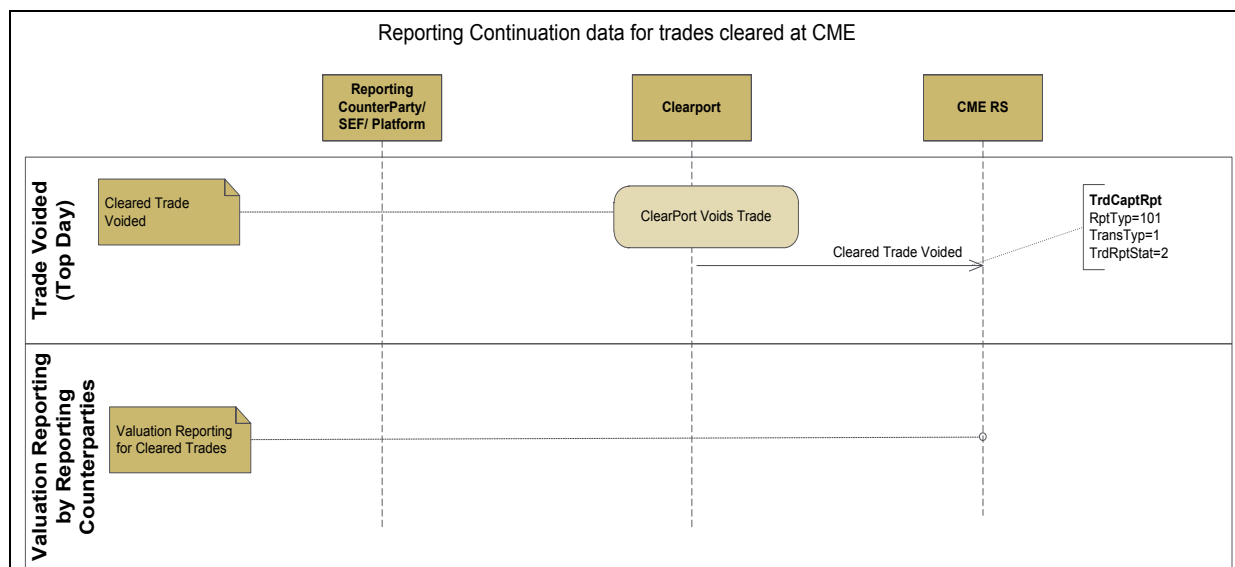 Reporting Continuation data for trades cleared at CME
Reporting
CounterParty/
SEF/ Platform
Clearport
CME RS
Trade Voided
(Top Day)
Cleared Trade
Voided
ClearPort Voids Trade
Cleared Trade Voided
TrdCaptRpt
RptTyp=101
TransTyp=1
TrdRptStat=2
Valuation Reporting
by Reporting
Counterparties
Valuation Reporting
for Cleared Trades